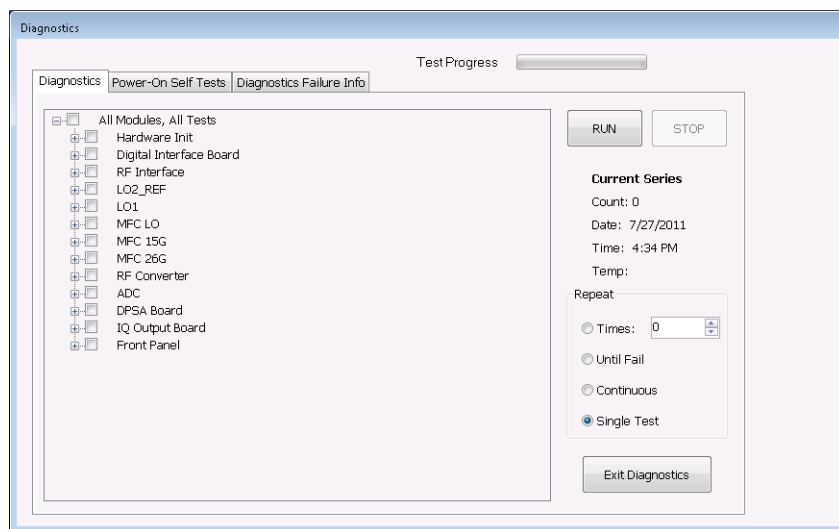 Diagnostics
Test Progress
Diagnostics Power-On Self Tests Diagnostics Failure Info
All Modules, All Tests
Hardware Init
Digital Interface Board
RF Interface
LO2_REF
LO1
MFC LO
MFC 15G
MFC 26G
RF Converter
ADC
DPSA Board
IQ Output Board
Front Panel
RUN STOP
Current Series
Count: 0
Date: 7/27/2011
Time: 4:34 PM
Temp:
Repeat
Times: 0
Until Fail
Continuous
Single Test
Exit Diagnostics